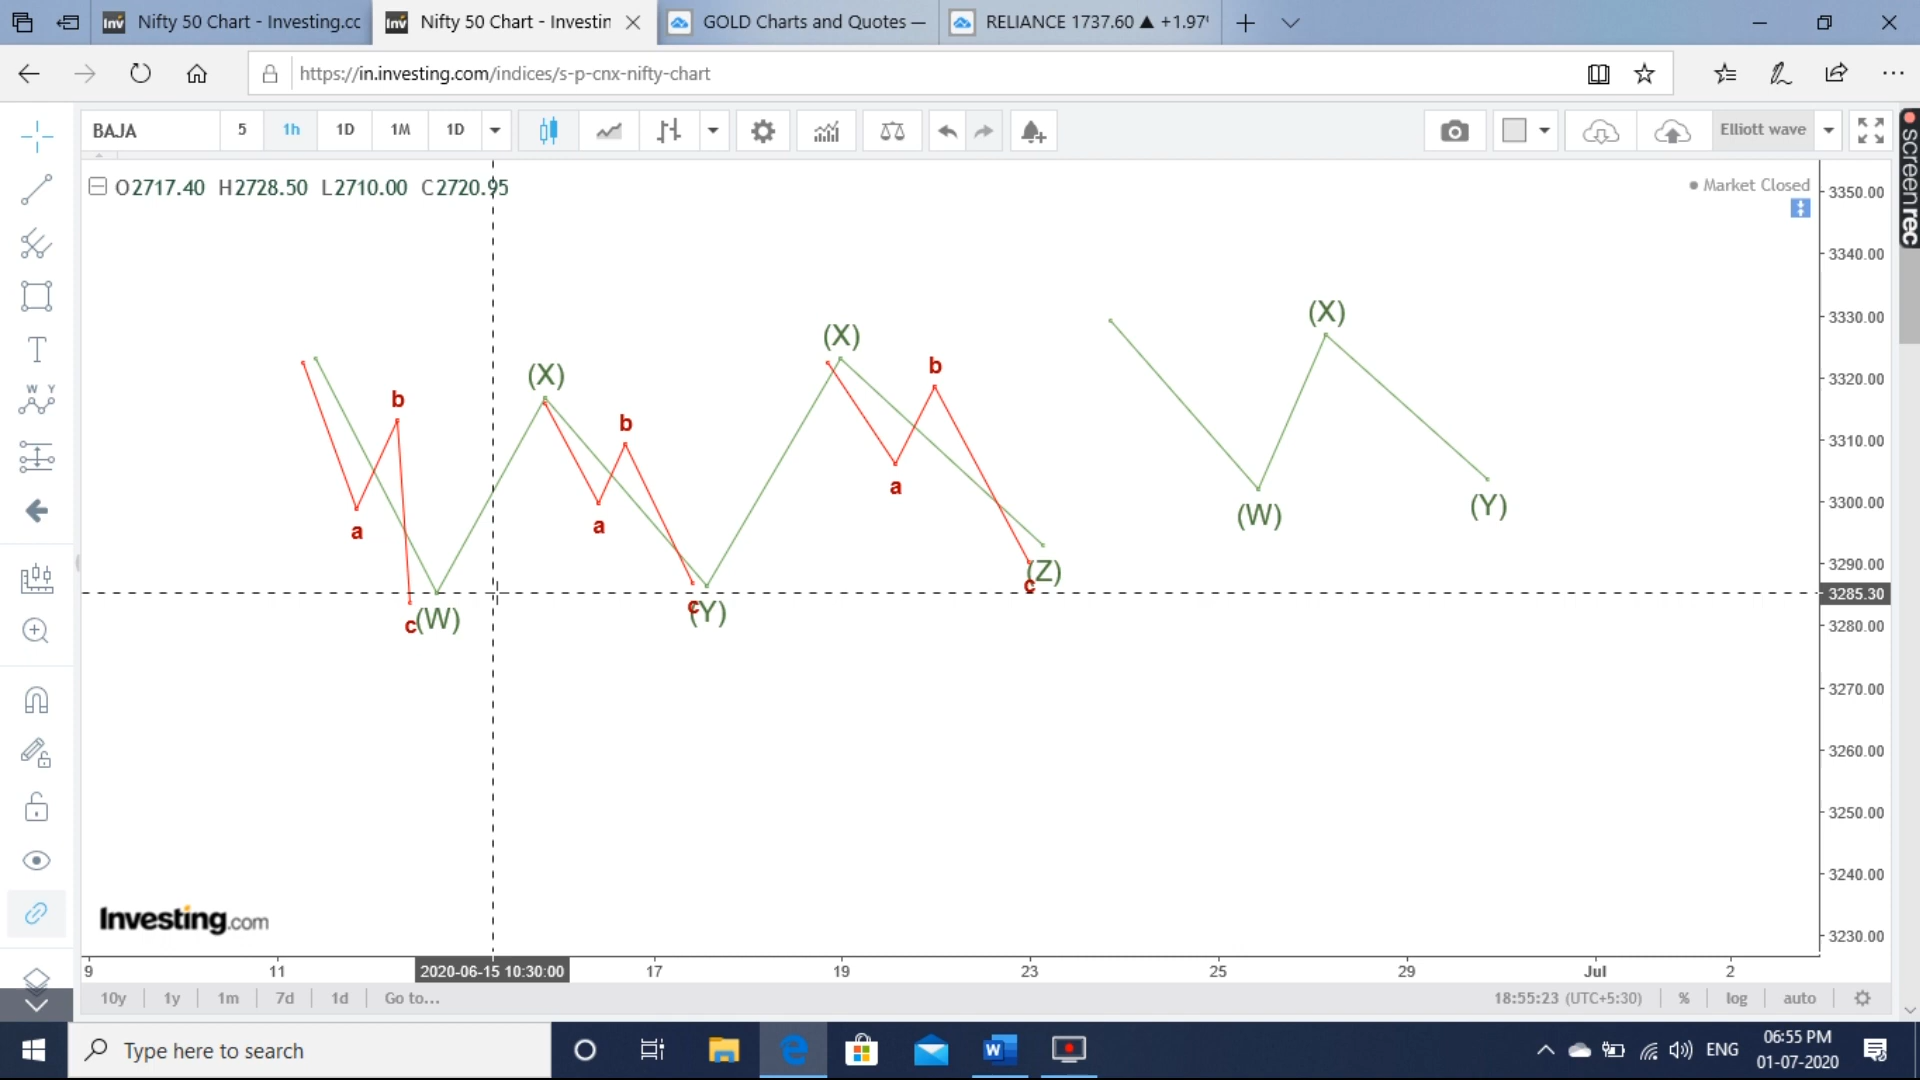 Nifty 50 Chart - Investing.cc
Nifty 50 Chart - Investin
GOLD Charts and Quotes —
RELIANCE 1737.60 ▲ +1.97%
https://in.investing.com/indices/s-p-cnx-nifty-chart
BAJA 5 1h 1D 1M 1D
Elliott wave
screenrec
O2717.40 H2728.50 L2710.00 C2720.95
Market Closed
3350.00
3340.00
3330.00
3320.00
3310.00
3300.00
3290.00
3285.30
3280.00
3270.00
3260.00
3250.00
3240.00
3230.00
W Y
(X)
(X)
(X)
b
b
b
a
a
a
(W)
(Y)
(Z)
c
c(W)
c(Y)
Investing.com
9 11 2020-06-15 10:30:00 17 19 23 25 29 Jul 2
10y 1y 1m 7d 1d Go to...
18:55:23 (UTC+5:30) % log auto
Type here to search
W
ENG
06:55 PM
01-07-2020